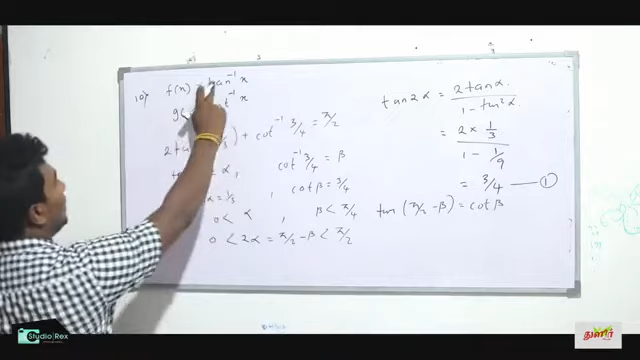 10) f(x) = tan⁻¹ x
g( t⁻¹ x
2 t ) + cot⁻¹ 3/4 = π/2
= α, cot⁻¹ 3/4 = β
α = 1/3, cot β = 3/4
0 < α , β < π/4
0 < 2α = π/2 - β < π/2
tan 2α = 2 tan α / 1 - tan² α
= 2 × 1/3 / 1 - 1/9
= 3/4 — ①
tan (π/2 - β) = cot β
Studio Rex
துளிர்